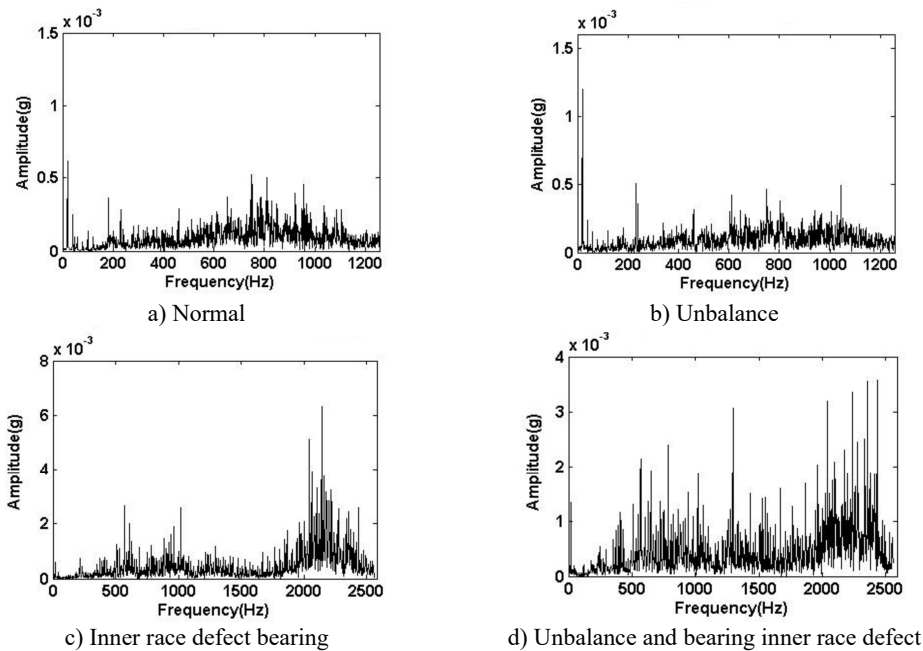 x 10⁻³
1.5
1
0.5
0
Amplitude(g)
0 200 400 600 800 1000 1200
Frequency(Hz)
a) Normal
x 10⁻³
1.5
1
0.5
0
Amplitude(g)
0 200 400 600 800 1000 1200
Frequency(Hz)
b) Unbalance
x 10⁻³
8
6
4
2
0
Amplitude(g)
0 500 1000 1500 2000 2500
Frequency(Hz)
c) Inner race defect bearing
x 10⁻³
4
3
2
1
0
Amplitude(g)
0 500 1000 1500 2000 2500
Frequency(Hz)
d) Unbalance and bearing inner race defect